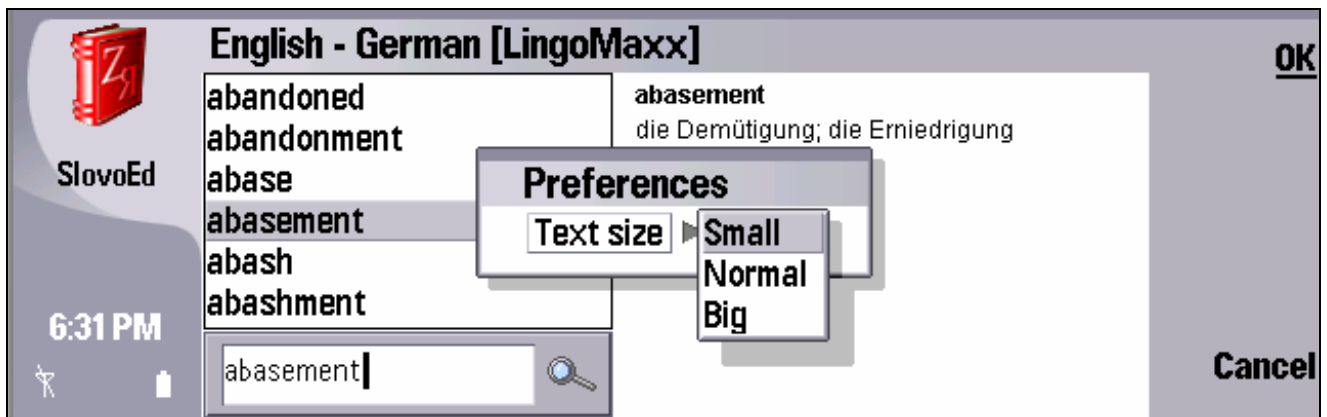 English - German [LingoMaxx]
OK
SlovoEd
abandoned
abandonment
abase
abasement
abash
abashment
abasement
die Demütigung; die Erniedrigung
Preferences
Text size
Small
Normal
Big
6:31 PM
abasement
Cancel